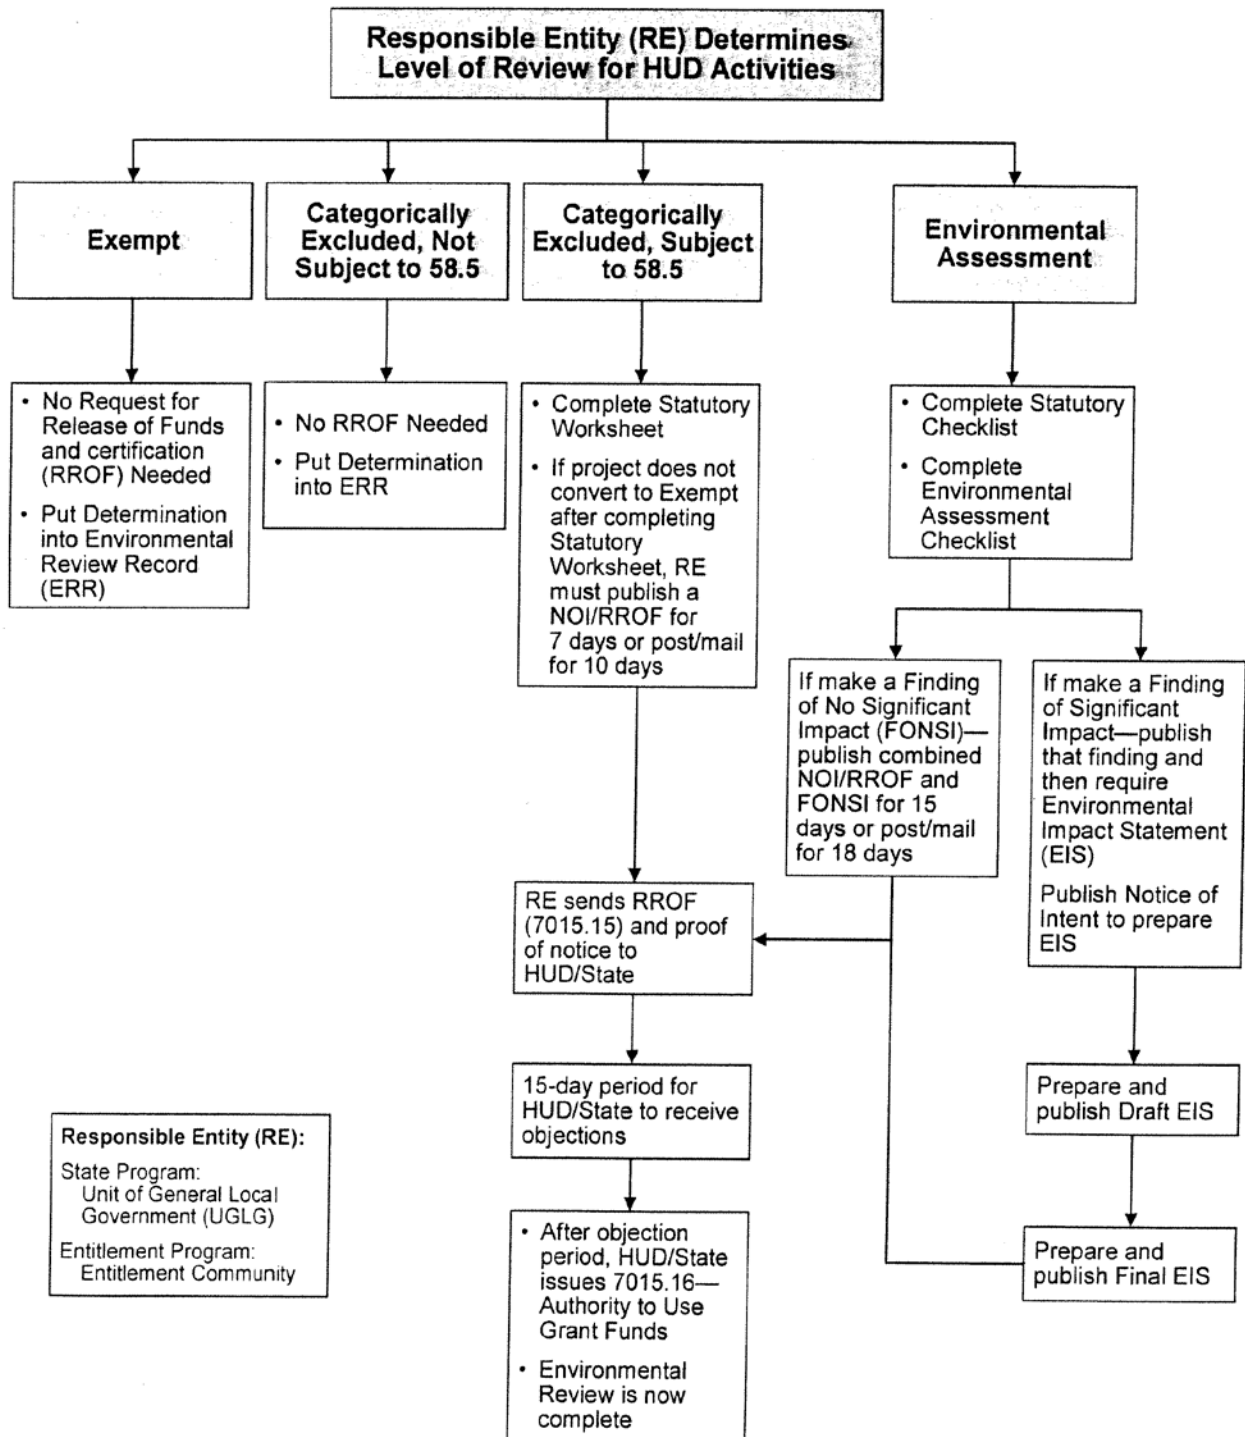 Responsible Entity (RE) Determines
Level of Review for HUD Activities
Exempt
Categorically
Excluded, Not
Subject to 58.5
Categorically
Excluded, Subject
to 58.5
Environmental
Assessment
• No Request for
Release of Funds
and certification
(RROF) Needed
• Put Determination
into Environmental
Review Record
(ERR)
• No RROF Needed
• Put Determination
into ERR
• Complete Statutory
Worksheet
• If project does not
convert to Exempt
after completing
Statutory
Worksheet, RE
must publish a
NOI/RROF for
7 days or post/mail
for 10 days
• Complete Statutory
Checklist
• Complete
Environmental
Assessment
Checklist
If make a Finding
of No Significant
Impact (FONSI)—
publish combined
NOI/RROF and
FONSI for 15
days or post/mail
for 18 days
If make a Finding
of Significant
Impact—publish
that finding and
then require
Environmental
Impact Statement
(EIS)
Publish Notice of
Intent to prepare
EIS
RE sends RROF
(7015.15) and proof
of notice to
HUD/State
15-day period for
HUD/State to receive
objections
Prepare and
publish Draft EIS
Responsible Entity (RE):
State Program:
Unit of General Local
Government (UGLG)
Entitlement Program:
Entitlement Community
• After objection
period, HUD/State
issues 7015.16—
Authority to Use
Grant Funds
• Environmental
Review is now
complete
Prepare and
publish Final EIS